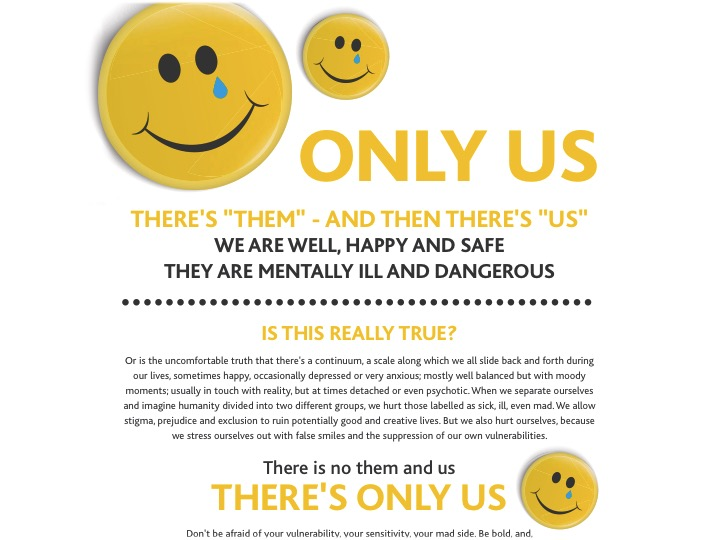 ONLY US
THERE'S "THEM" - AND THEN THERE'S "US"
WE ARE WELL, HAPPY AND SAFE
THEY ARE MENTALLY ILL AND DANGEROUS
IS THIS REALLY TRUE?
Or is the uncomfortable truth that there's a continuum, a scale along which we all slide back and forth during
our lives, sometimes happy, occasionally depressed or very anxious; mostly well balanced but with moody
moments; usually in touch with reality, but at times detached or even psychotic. When we separate ourselves
and imagine humanity divided into two different groups, we hurt those labelled as sick, ill, even mad. We allow
stigma, prejudice and exclusion to ruin potentially good and creative lives. But we also hurt ourselves, because
we stress ourselves out with false smiles and the suppression of our own vulnerabilities.
There is no them and us
THERE'S ONLY US
Don't be afraid of your vulnerability, your sensitivity, your mad side. Be bold, and,